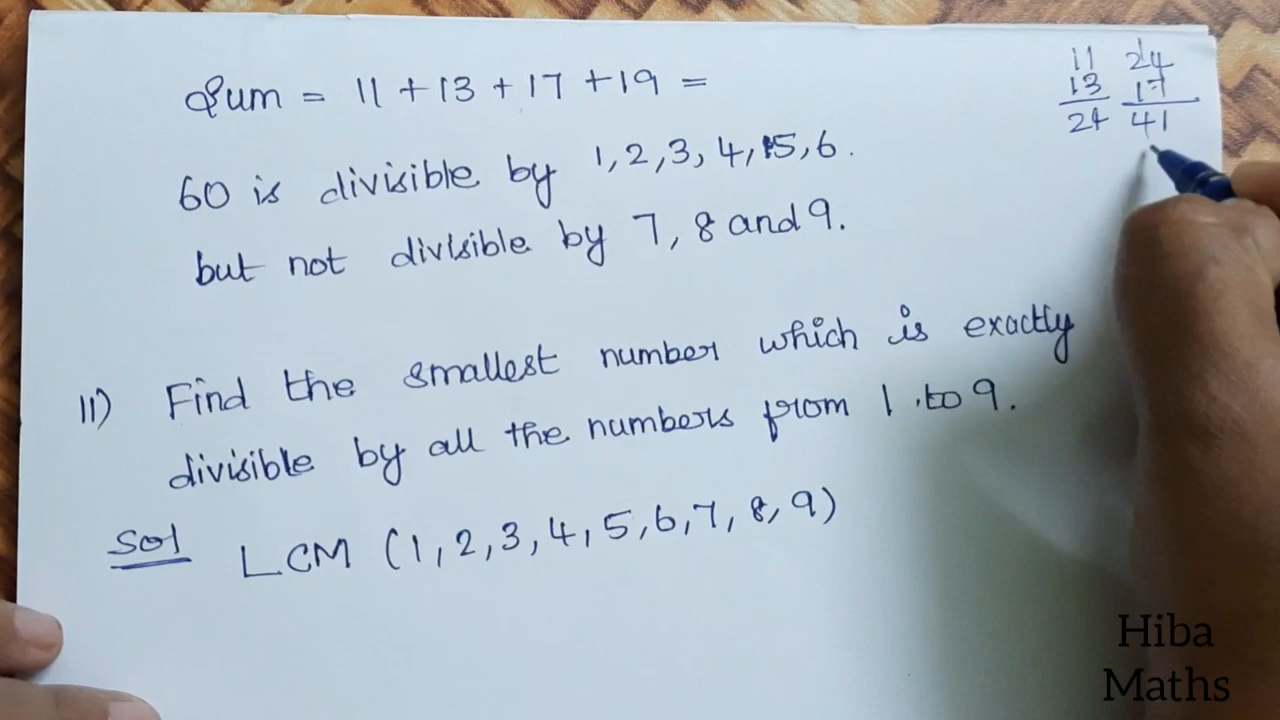 Sum = 11 + 13 + 17 + 19 =
60 is divisible by 1, 2, 3, 4, 5, 6.
but not divisible by 7, 8 and 9.
11) Find the smallest number which is exactly
divisible by all the numbers from 1 to 9.
Sol LCM (1, 2, 3, 4, 5, 6, 7, 8, 9)
11
13
24
1
24
17
41
Hiba
Maths